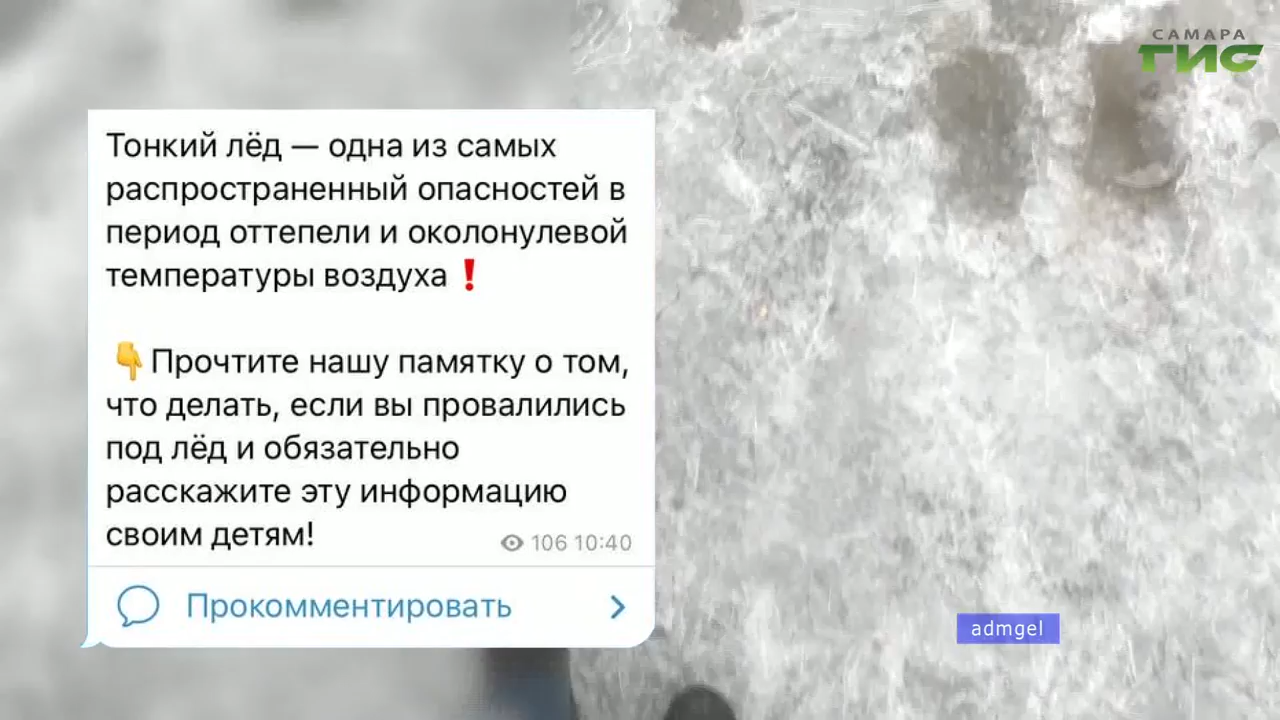 САМАРА
ГИС
Тонкий лёд — одна из самых
распространенный опасностей в
период оттепели и околонулевой
температуры воздуха❗
👇Прочтите нашу памятку о том,
что делать, если вы провалились
под лёд и обязательно
расскажите эту информацию
своим детям!
106 10:40
Прокомментировать
admgel